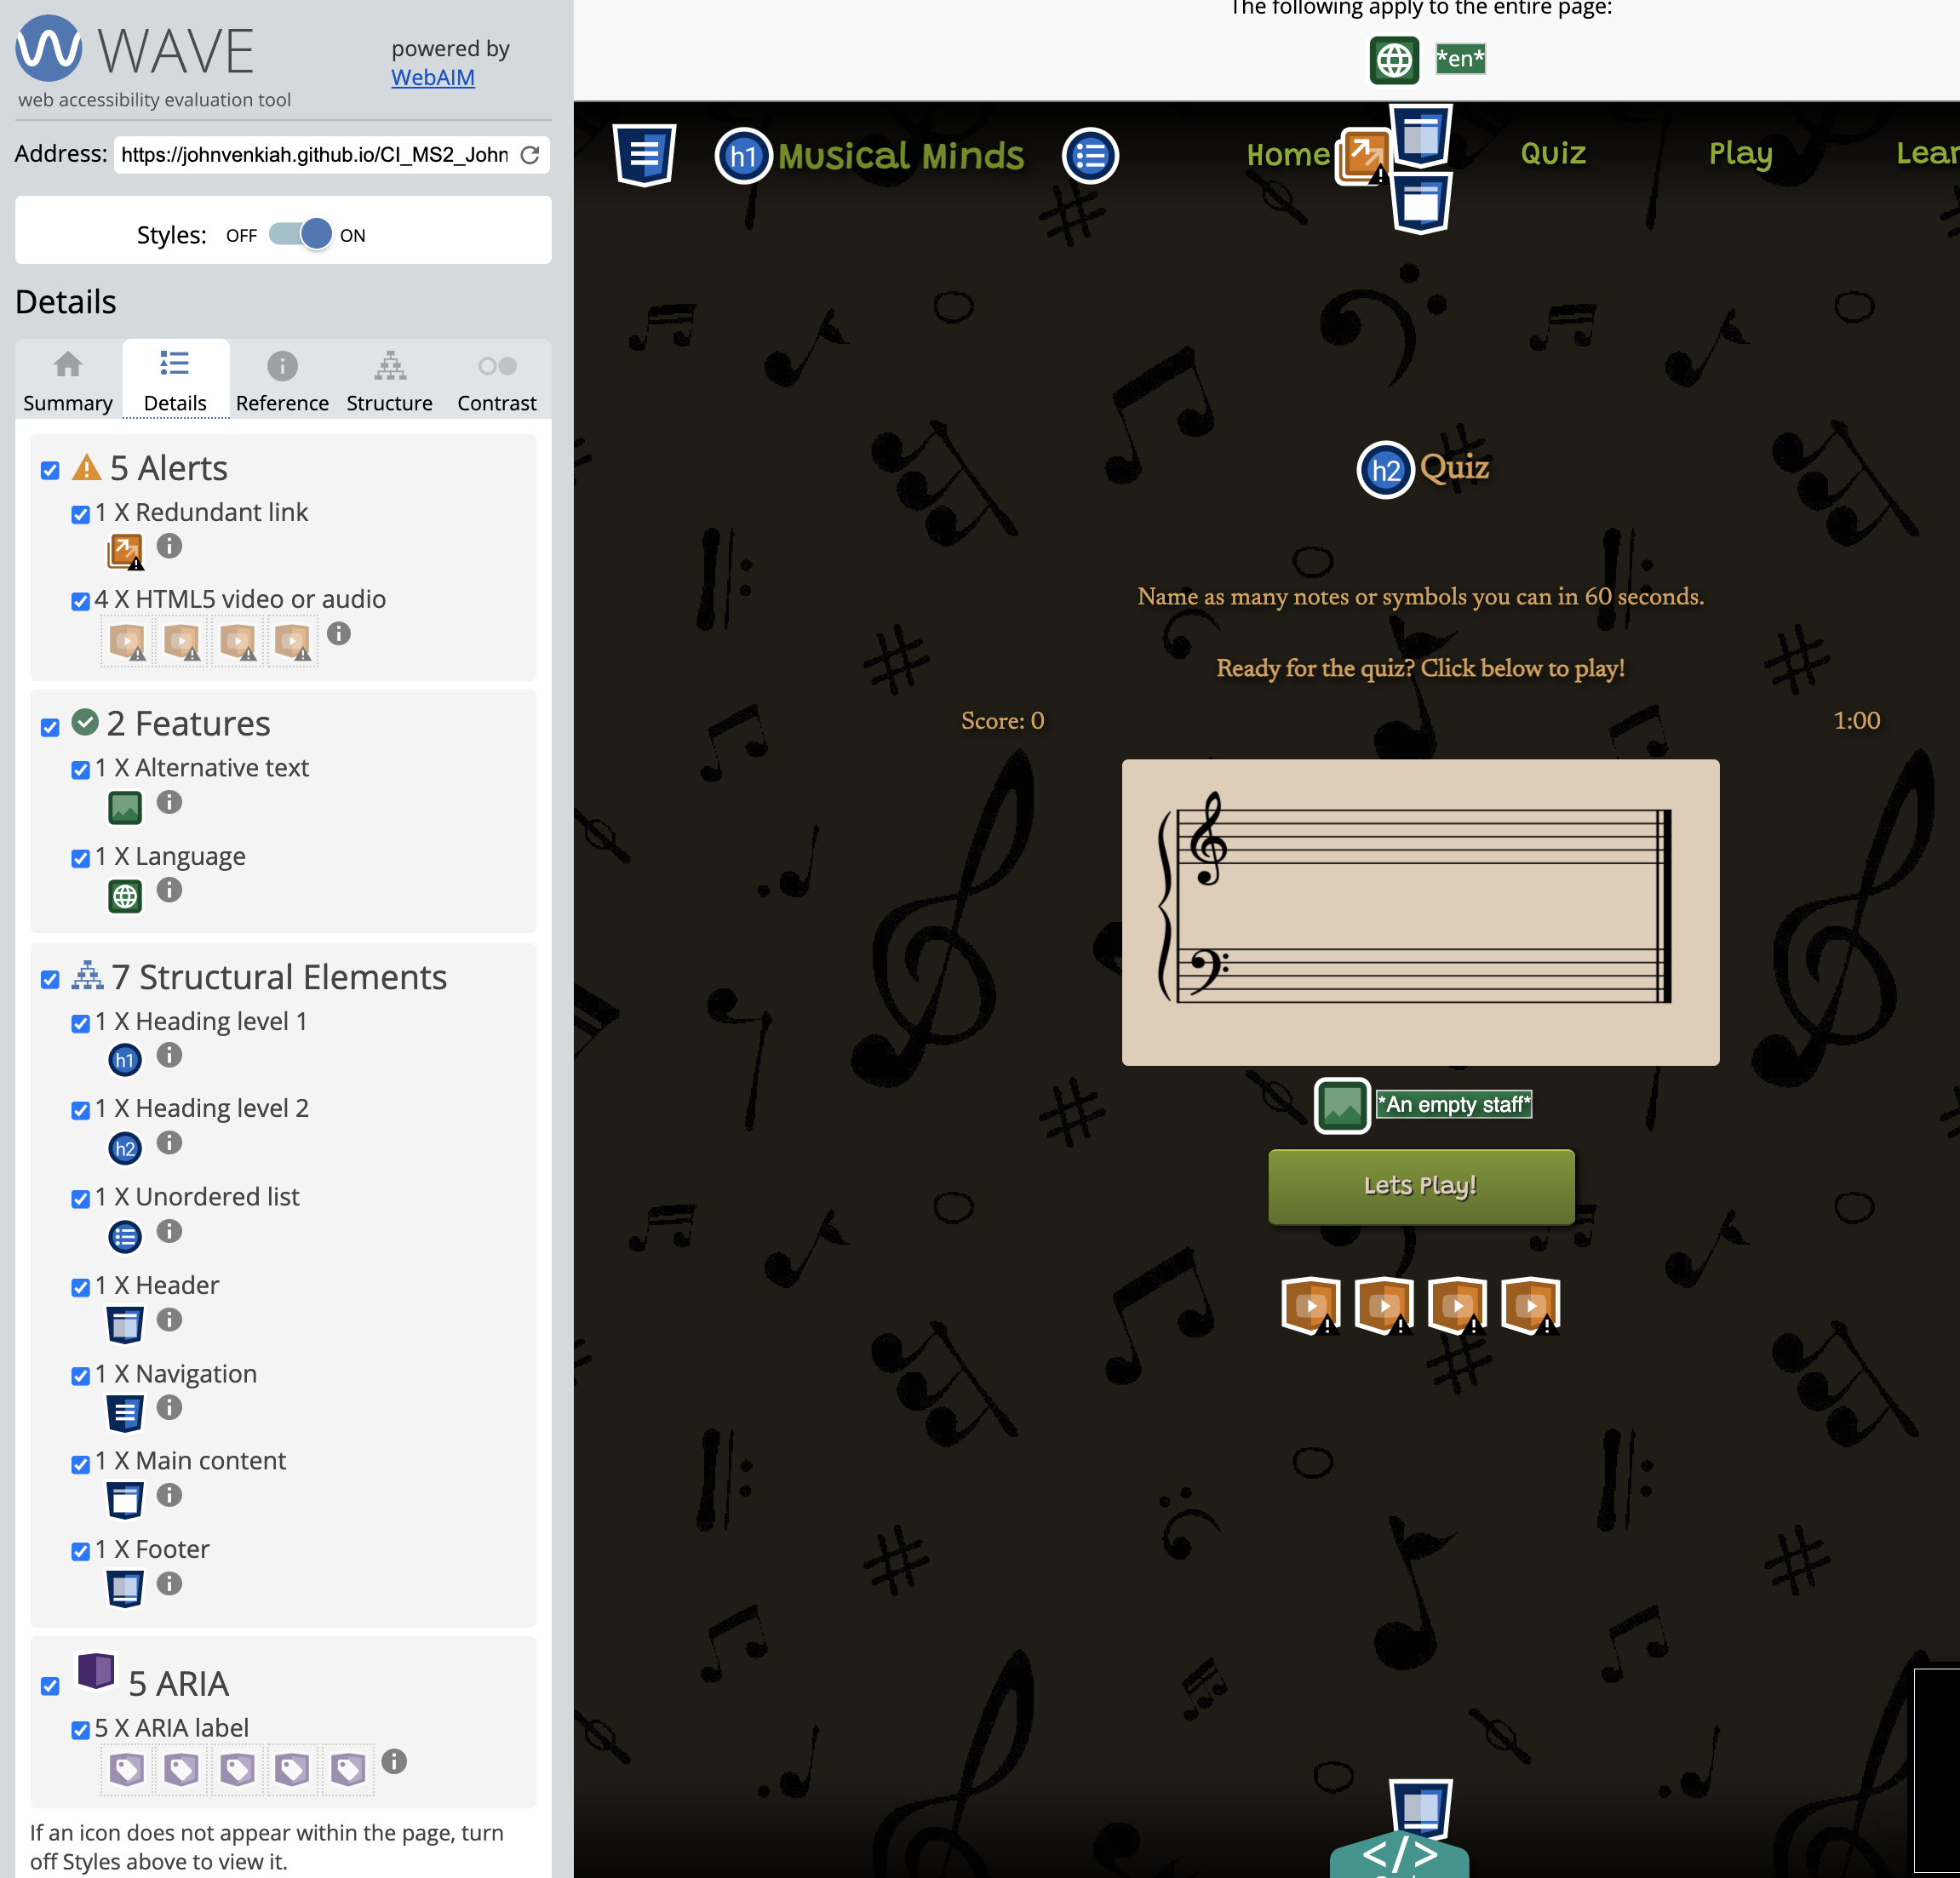 WAVE
powered by
WebAIM
web accessibility evaluation tool
Address: https://johnvenkiah.github.io/CI_MS2_John
Styles: OFF ON
Details
Summary Details Reference Structure Contrast
5 Alerts
1 X Redundant link
4 X HTML5 video or audio
2 Features
1 X Alternative text
1 X Language
7 Structural Elements
1 X Heading level 1
h1
1 X Heading level 2
h2
1 X Unordered list
1 X Header
1 X Navigation
1 X Main content
1 X Footer
5 ARIA
5 X ARIA label
If an icon does not appear within the page, turn
off Styles above to view it.
The following apply to the entire page:
*en*
h1 Musical Minds Home Quiz Play Lear
h2 Quiz
Name as many notes or symbols you can in 60 seconds.
Ready for the quiz? Click below to play!
Score: 0 1:00
*An empty staff*
Lets Play!
</>